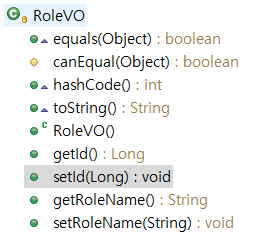 RoleVO
equals(Object) : boolean
canEqual(Object) : boolean
hashCode() : int
toString() : String
RoleVO()
getId() : Long
setId(Long) : void
getRoleName() : String
setRoleName(String) : void